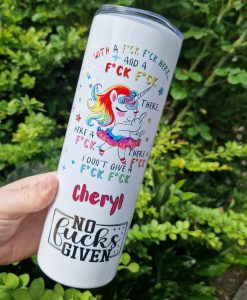 WITH A F*CK, F*CK HERE,
AND A
F*CK F*CK
THERE,
HERE A
F*CK
THERE A
F*CK
I DON'T GIVE A
F*CK F*CK
Cheryl
NO
fucks
GIVEN